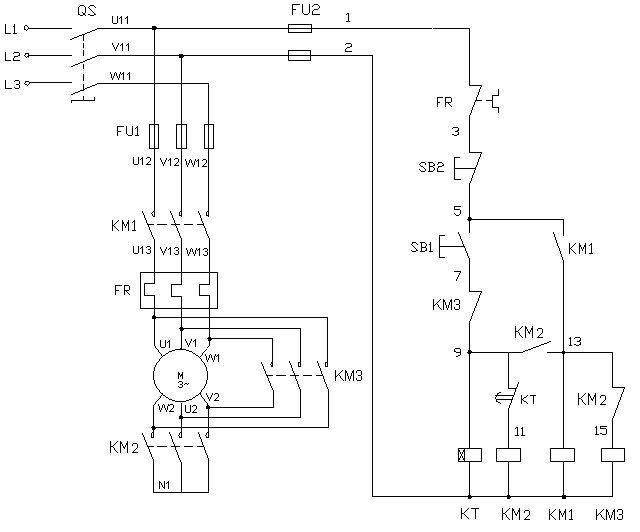 QS
FU2
L1
U11
1
L2
V11
2
L3
W11
FR
FU1
3
U12 V12 W12
SB2
5
KM1
U13 V13 W13
SB1
KM1
7
FR
KM3
KM2
U1 V1
13
W1
9
M
3~
KM3
KT
KM2
W2 U2 V2
11
15
KM2
N1
KT KM2 KM1 KM3